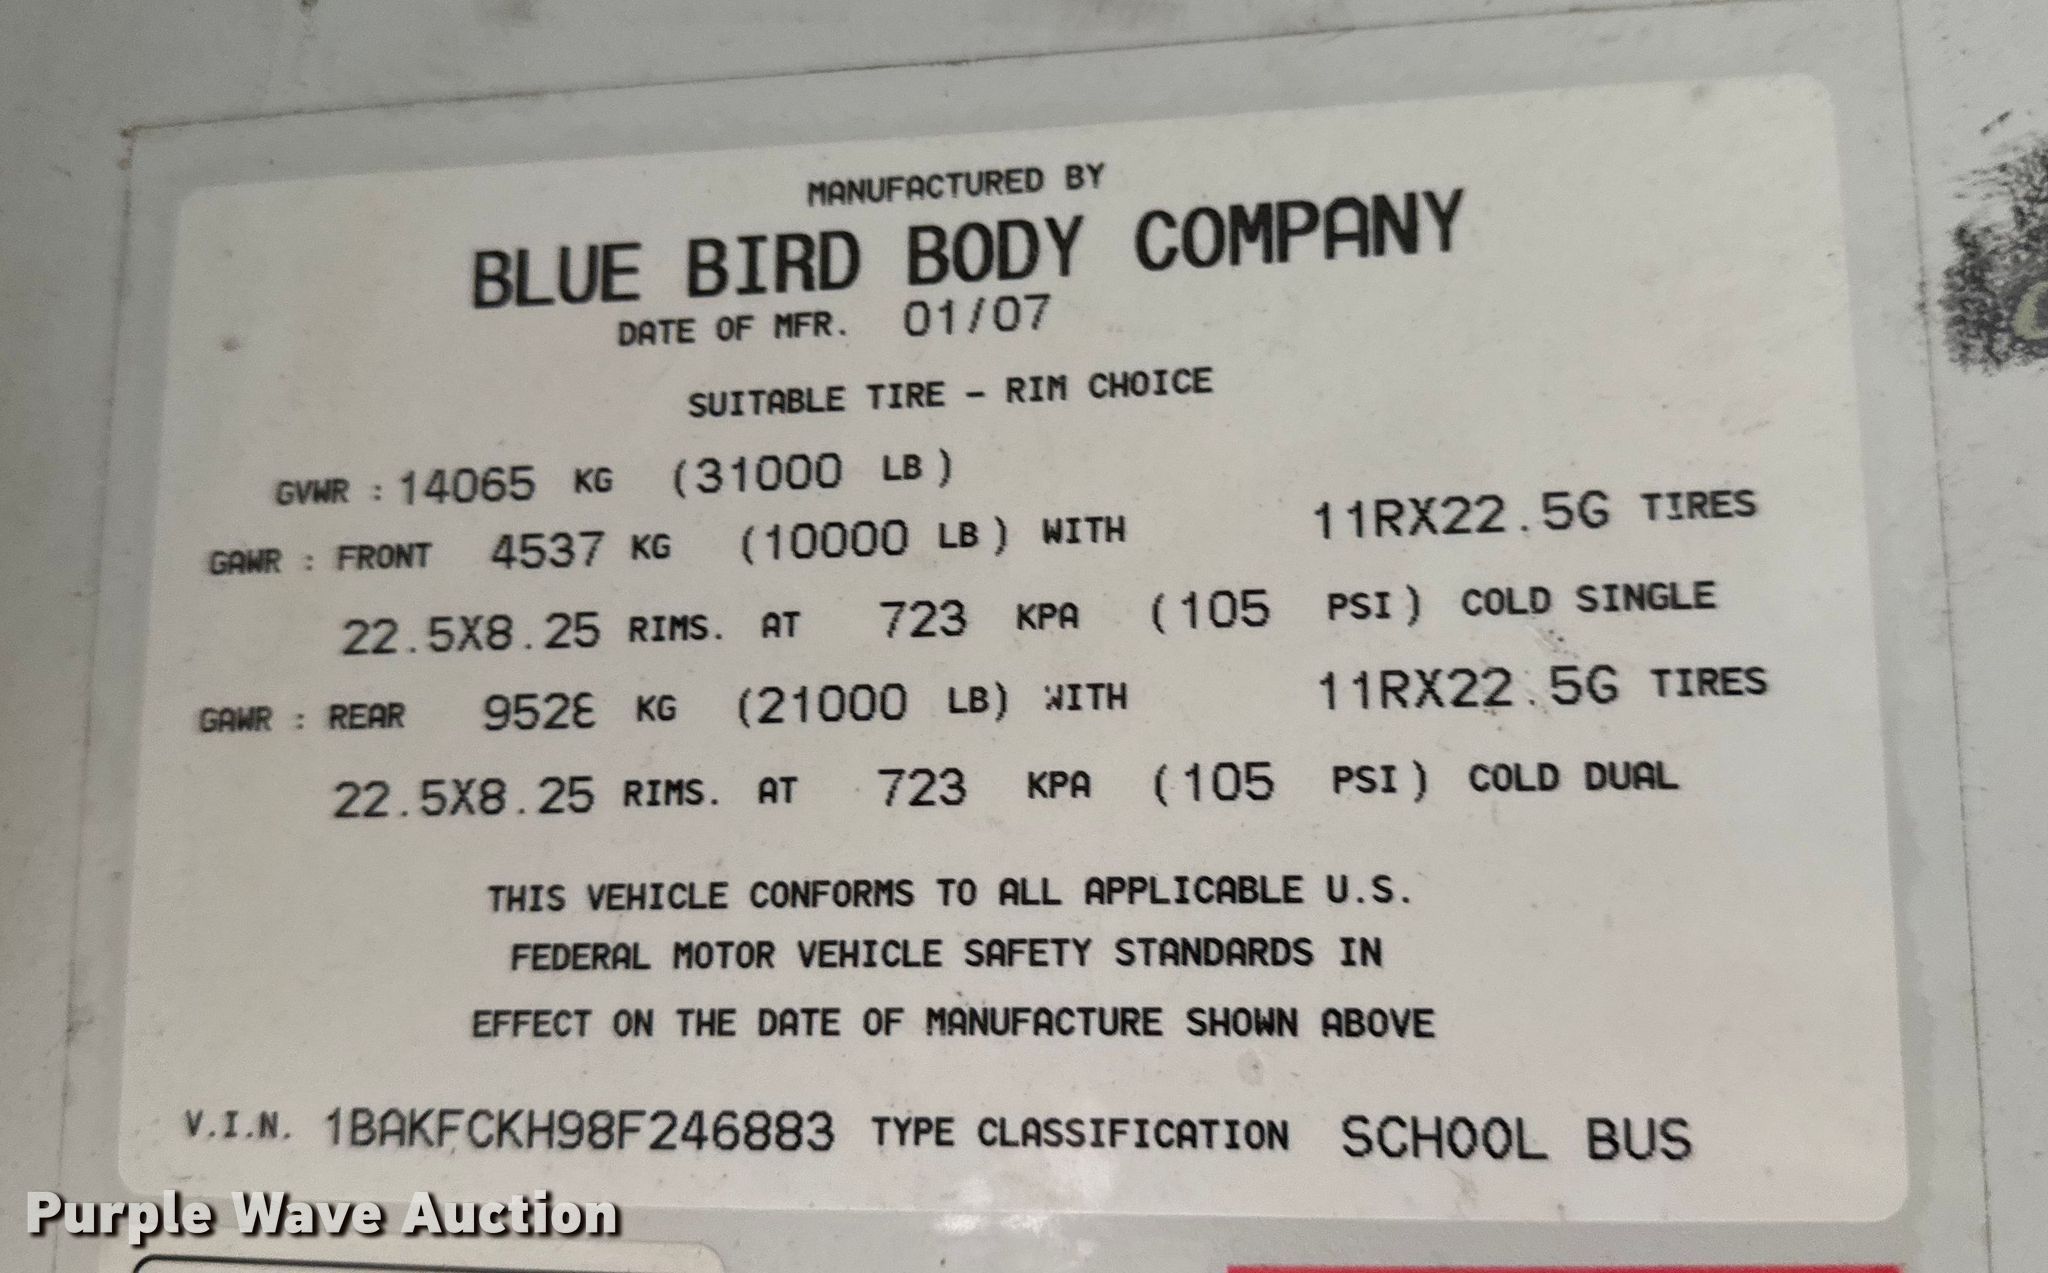 MANUFACTURED BY
BLUE BIRD BODY COMPANY
DATE OF MFR. 01/07
SUITABLE TIRE - RIM CHOICE
GVWR : 14065 KG (31000 LB)
GAWR : FRONT 4537 KG (10000 LB) WITH 11RX22.5G TIRES
22.5X8.25 RIMS. AT 723 KPA (105 PSI) COLD SINGLE
GAWR : REAR 9528 KG (21000 LB) WITH 11RX22.5G TIRES
22.5X8.25 RIMS. AT 723 KPA (105 PSI) COLD DUAL
THIS VEHICLE CONFORMS TO ALL APPLICABLE U.S.
FEDERAL MOTOR VEHICLE SAFETY STANDARDS IN
EFFECT ON THE DATE OF MANUFACTURE SHOWN ABOVE
V.I.N. 1BAKFCKH98F246883 TYPE CLASSIFICATION SCHOOL BUS
Purple Wave Auction